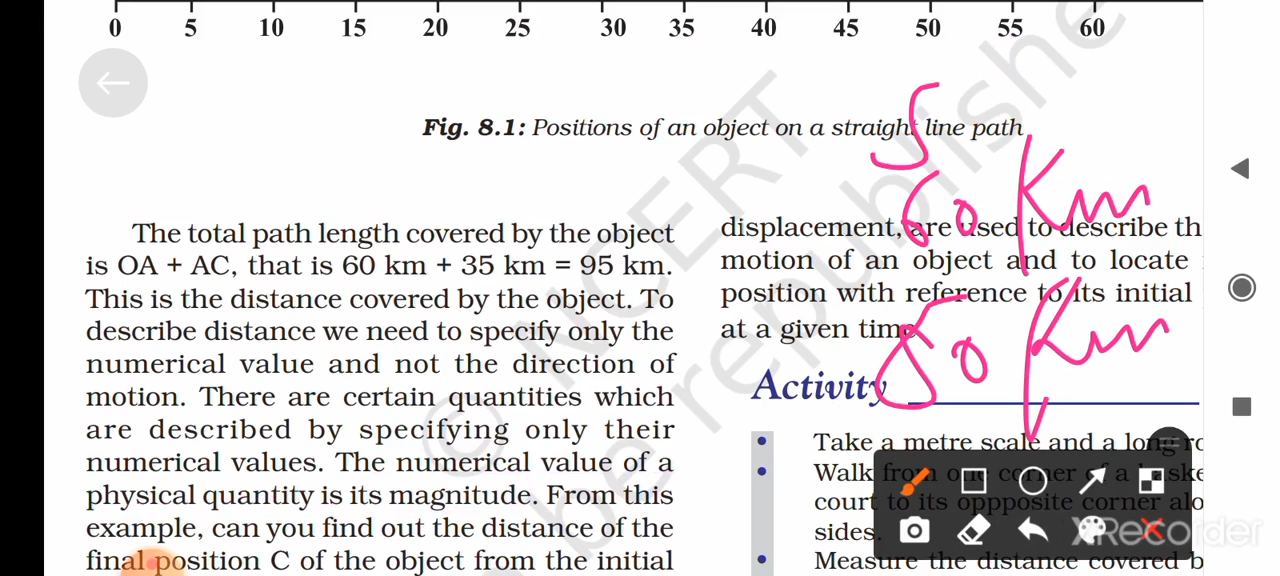 0 5 10 15 20 25 30 35 40 45 50 55 60
Fig. 8.1: Positions of an object on a straight line path
The total path length covered by the object
is OA + AC, that is 60 km + 35 km = 95 km.
This is the distance covered by the object. To
describe distance we need to specify only the
numerical value and not the direction of
motion. There are certain quantities which
are described by specifying only their
numerical values. The numerical value of a
physical quantity is its magnitude. From this
example, can you find out the distance of the
final position C of the object from the initial
displacement, are used to describe th
motion of an object and to locate
position with reference to its initial
at a given time
Activity
• Take a metre scale and a long ro
• Walk from one corner of a baske
court to its oppposite corner alo
sides.
• Measure the distance covered b
50 Km
50 Km
© NCERT
be republishe
XRecorder